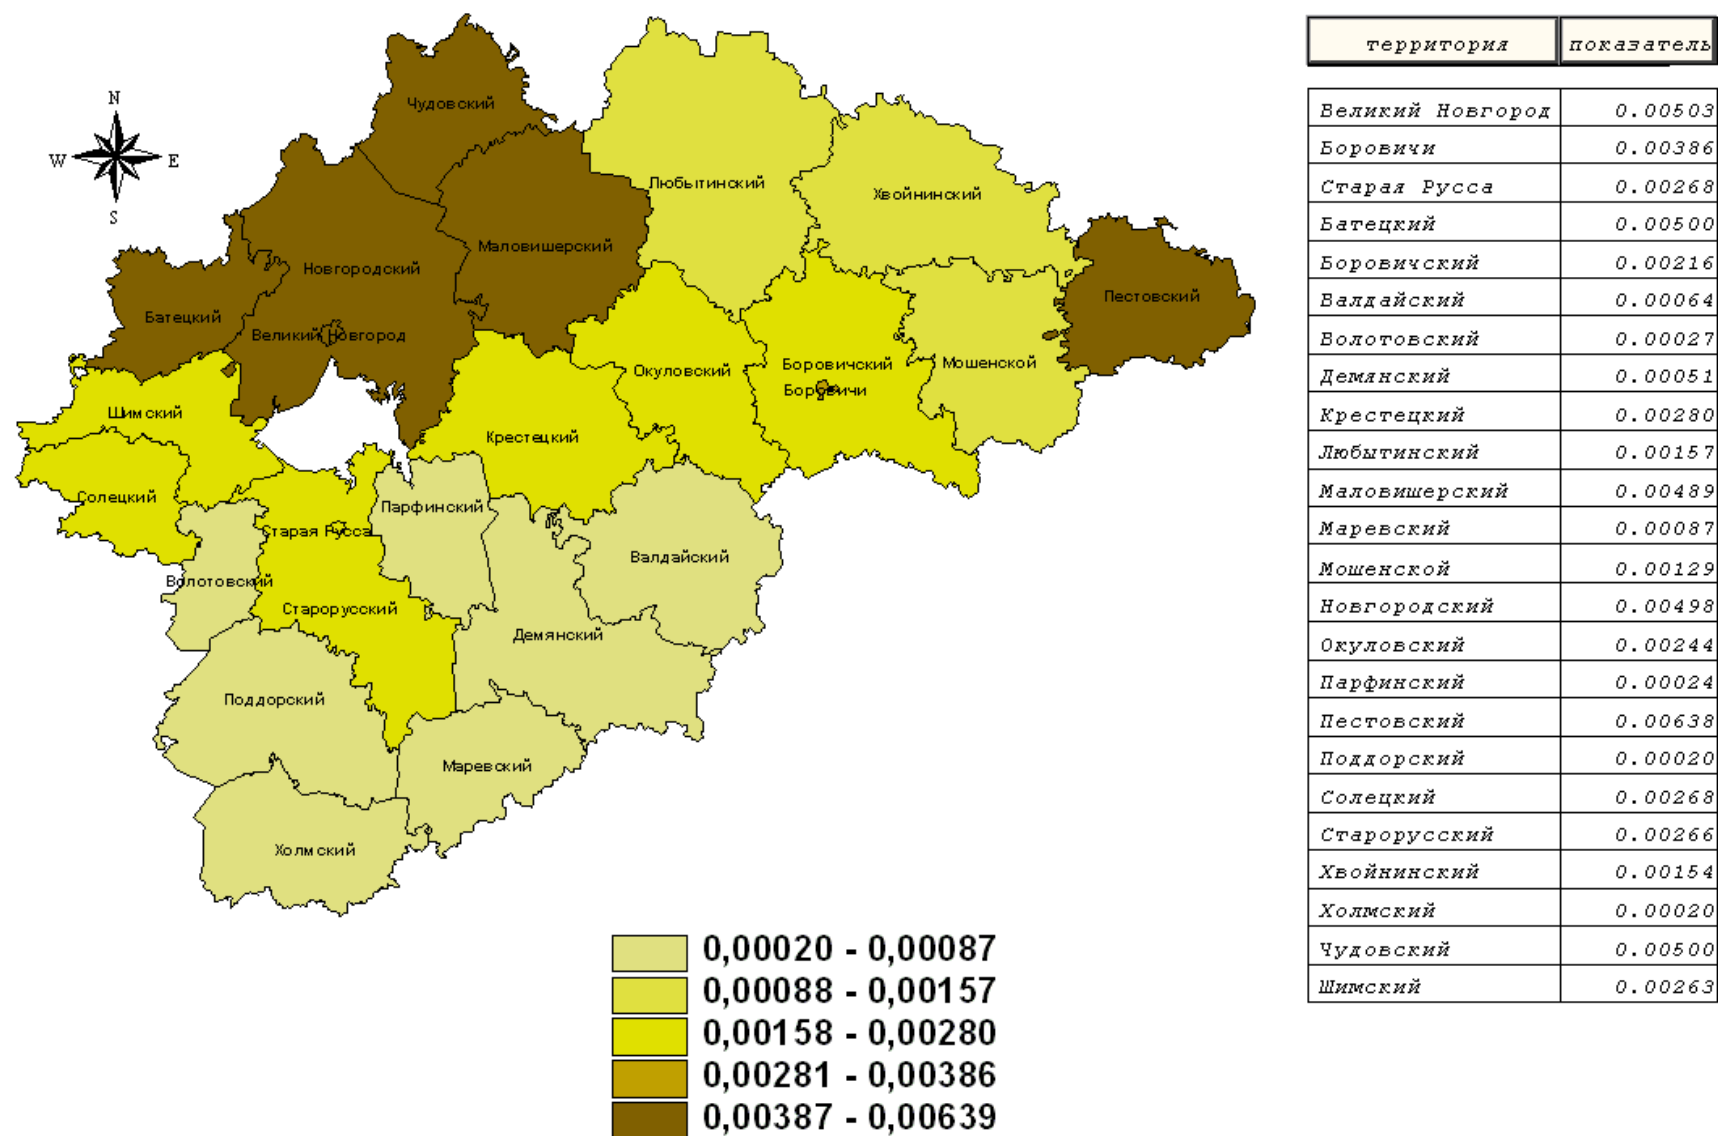 N
W E
S
Чудовский
Любытинский
Хвойнинский
Маловишерский
Новгородский
Пестовский
Батецкий
Великий Новгород
Мошенской
Боровичский
Окуловский
Боровичи
Шимский
Крестецкий
Солецкий
Парфинский
Старая Русса
Валдайский
Волотовский
Старорусский
Демянский
Поддорский
Маревский
Холмский
0,00020 - 0,00087
0,00088 - 0,00157
0,00158 - 0,00280
0,00281 - 0,00386
0,00387 - 0,00639
территория показатель
Великий Новгород 0.00503
Боровичи 0.00386
Старая Русса 0.00268
Батецкий 0.00500
Боровичский 0.00216
Валдайский 0.00064
Волотовский 0.00027
Демянский 0.00051
Крестецкий 0.00280
Любытинский 0.00157
Маловишерский 0.00489
Маревский 0.00087
Мошенской 0.00129
Новгородский 0.00498
Окуловский 0.00244
Парфинский 0.00024
Пестовский 0.00638
Поддорский 0.00020
Солецкий 0.00268
Старорусский 0.00266
Хвойнинский 0.00154
Холмский 0.00020
Чудовский 0.00500
Шимский 0.00263